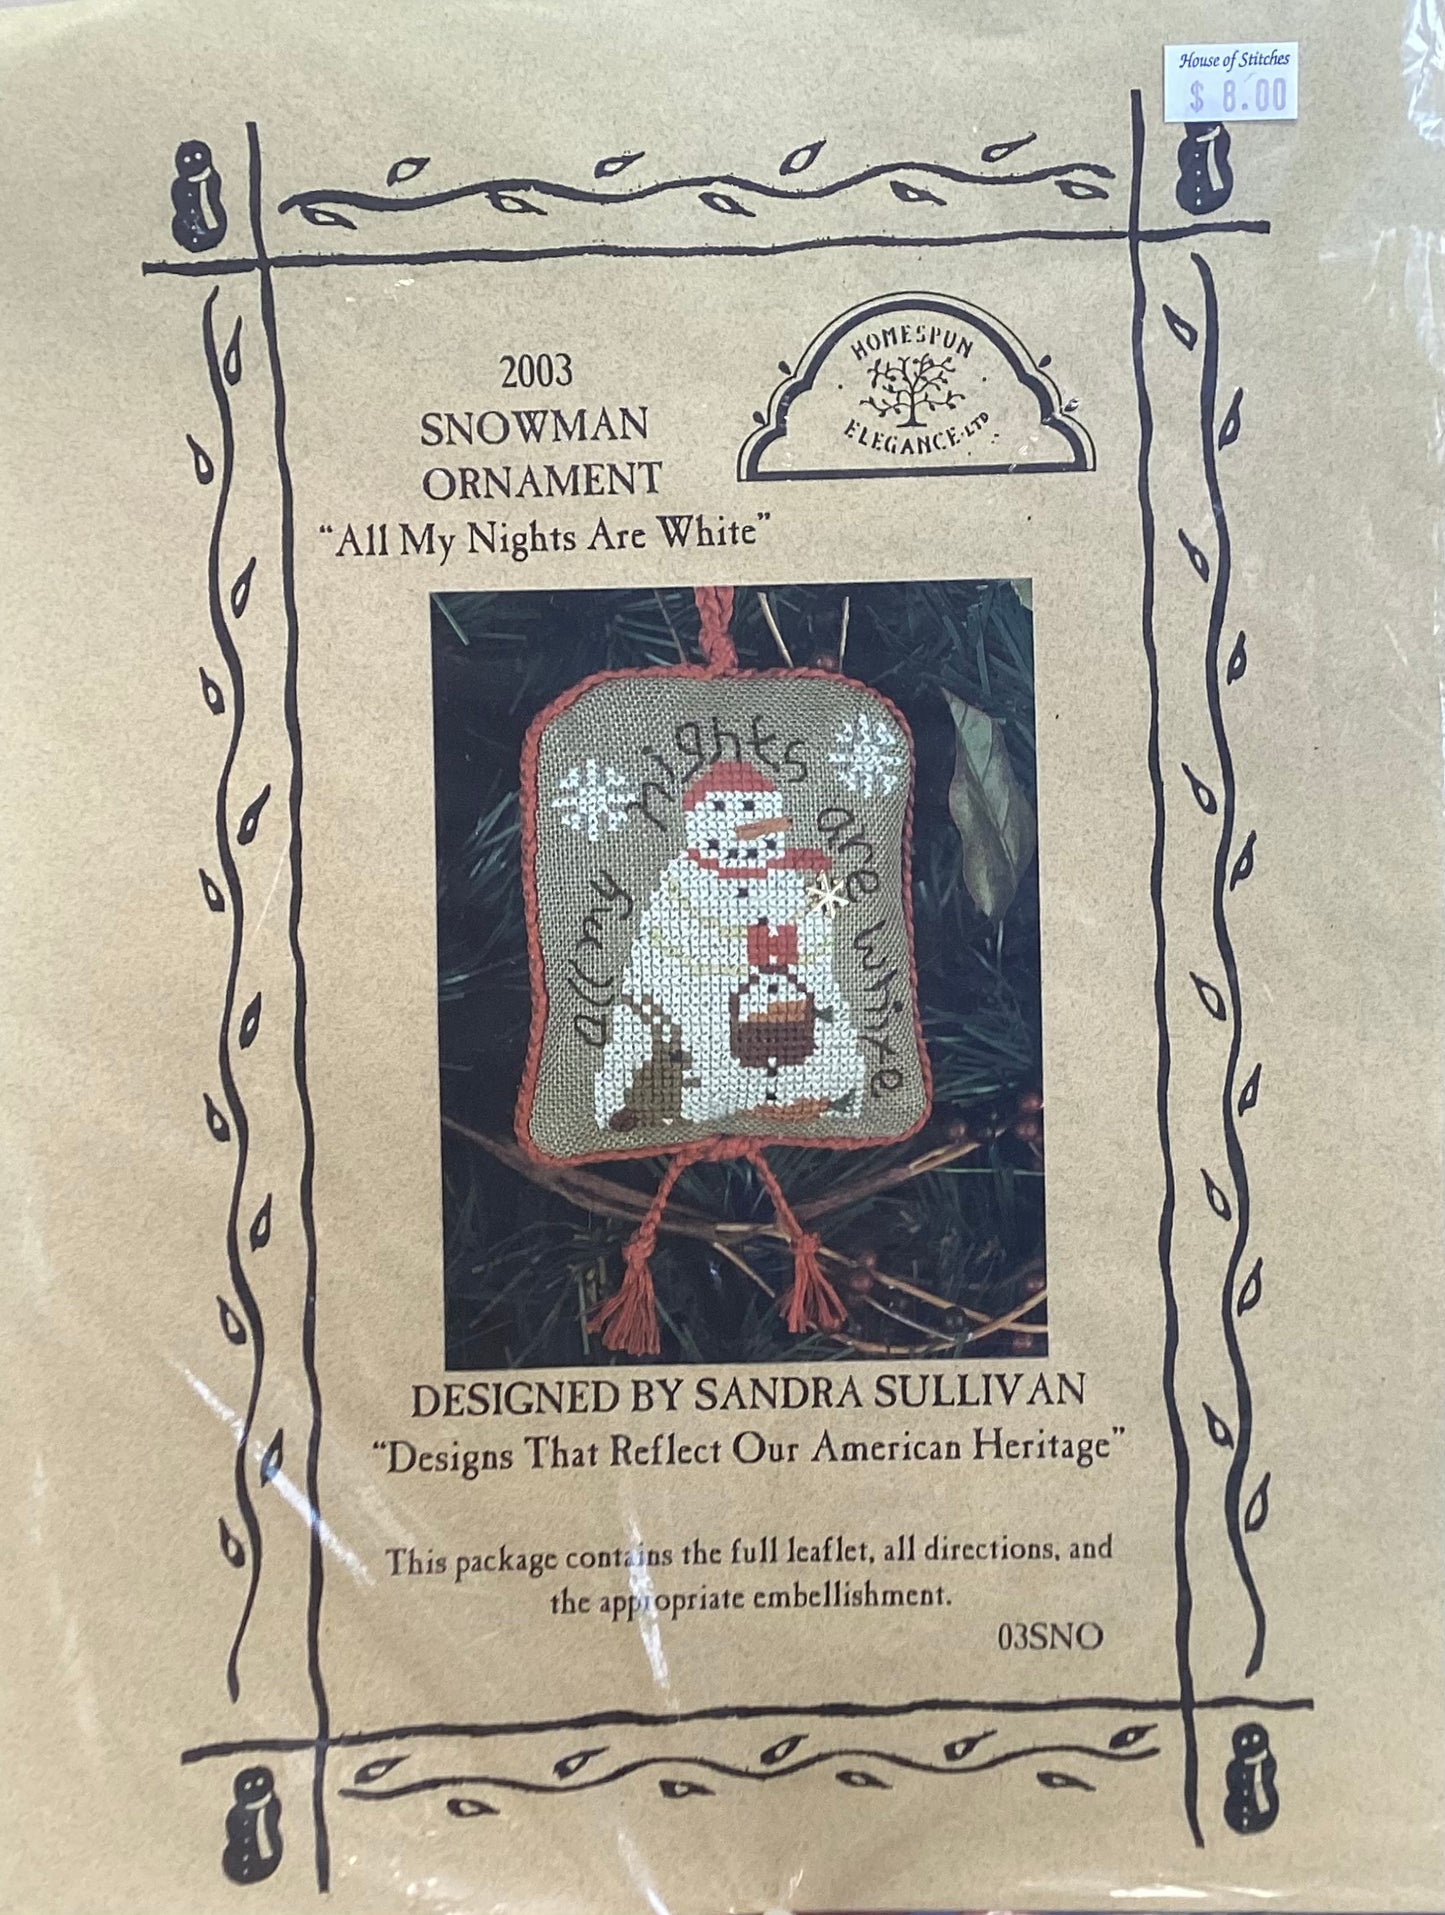 House of Stitches
$ 8.00
HOMESPUN
ELEGANCE·LTD
2003
SNOWMAN
ORNAMENT
“All My Nights Are White”
all my nights are white
DESIGNED BY SANDRA SULLIVAN
“Designs That Reflect Our American Heritage”
This package contains the full leaflet, all directions, and
the appropriate embellishment.
03SNO